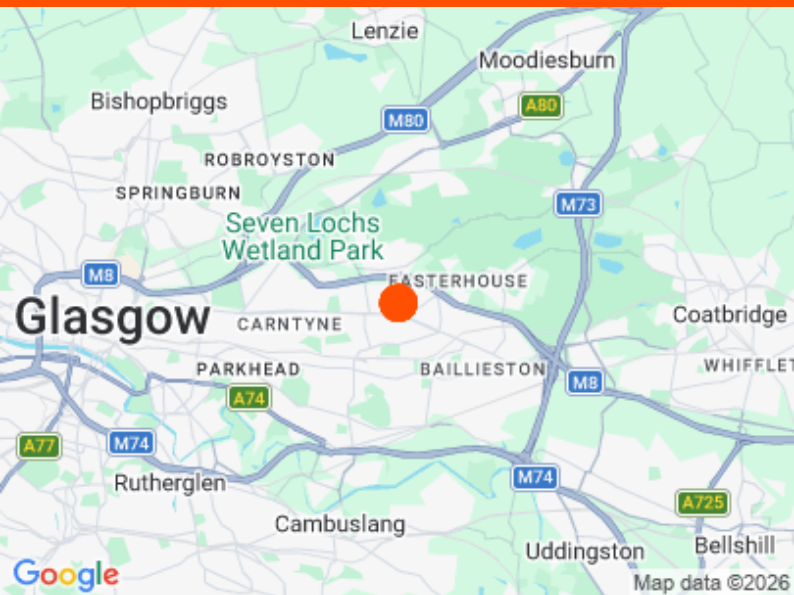 Lenzie
Moodiesburn
Bishopbriggs
A80
M80
ROBROYSTON
SPRINGBURN
M73
Seven Lochs
Wetland Park
M8
EASTERHOUSE
Glasgow
CARNTYNE
Coatbridge
PARKHEAD
BAILLIESTON
WHIFFLET
M8
A74
A77
M74
M74
Rutherglen
A725
Cambuslang
Uddingston
Bellshill
Google
Map data ©2026